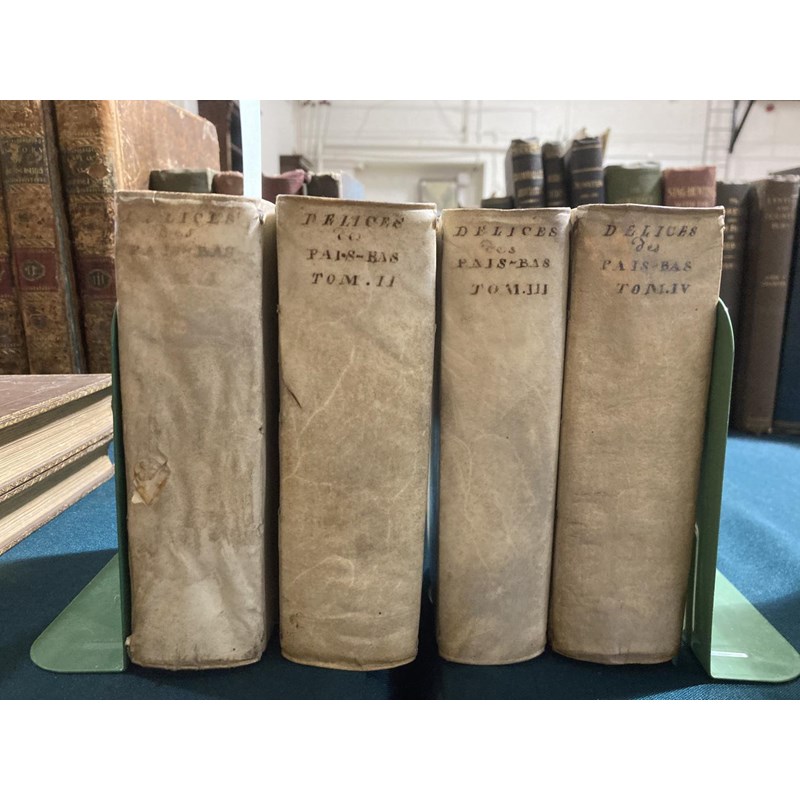 DELICES
PAIS-BAS
DELICES
des
PAIS-BAS
TOM. II
DELICES
des
PAIS-BAS
TOM. III
DELICES
des
PAIS-BAS
TOM. IV